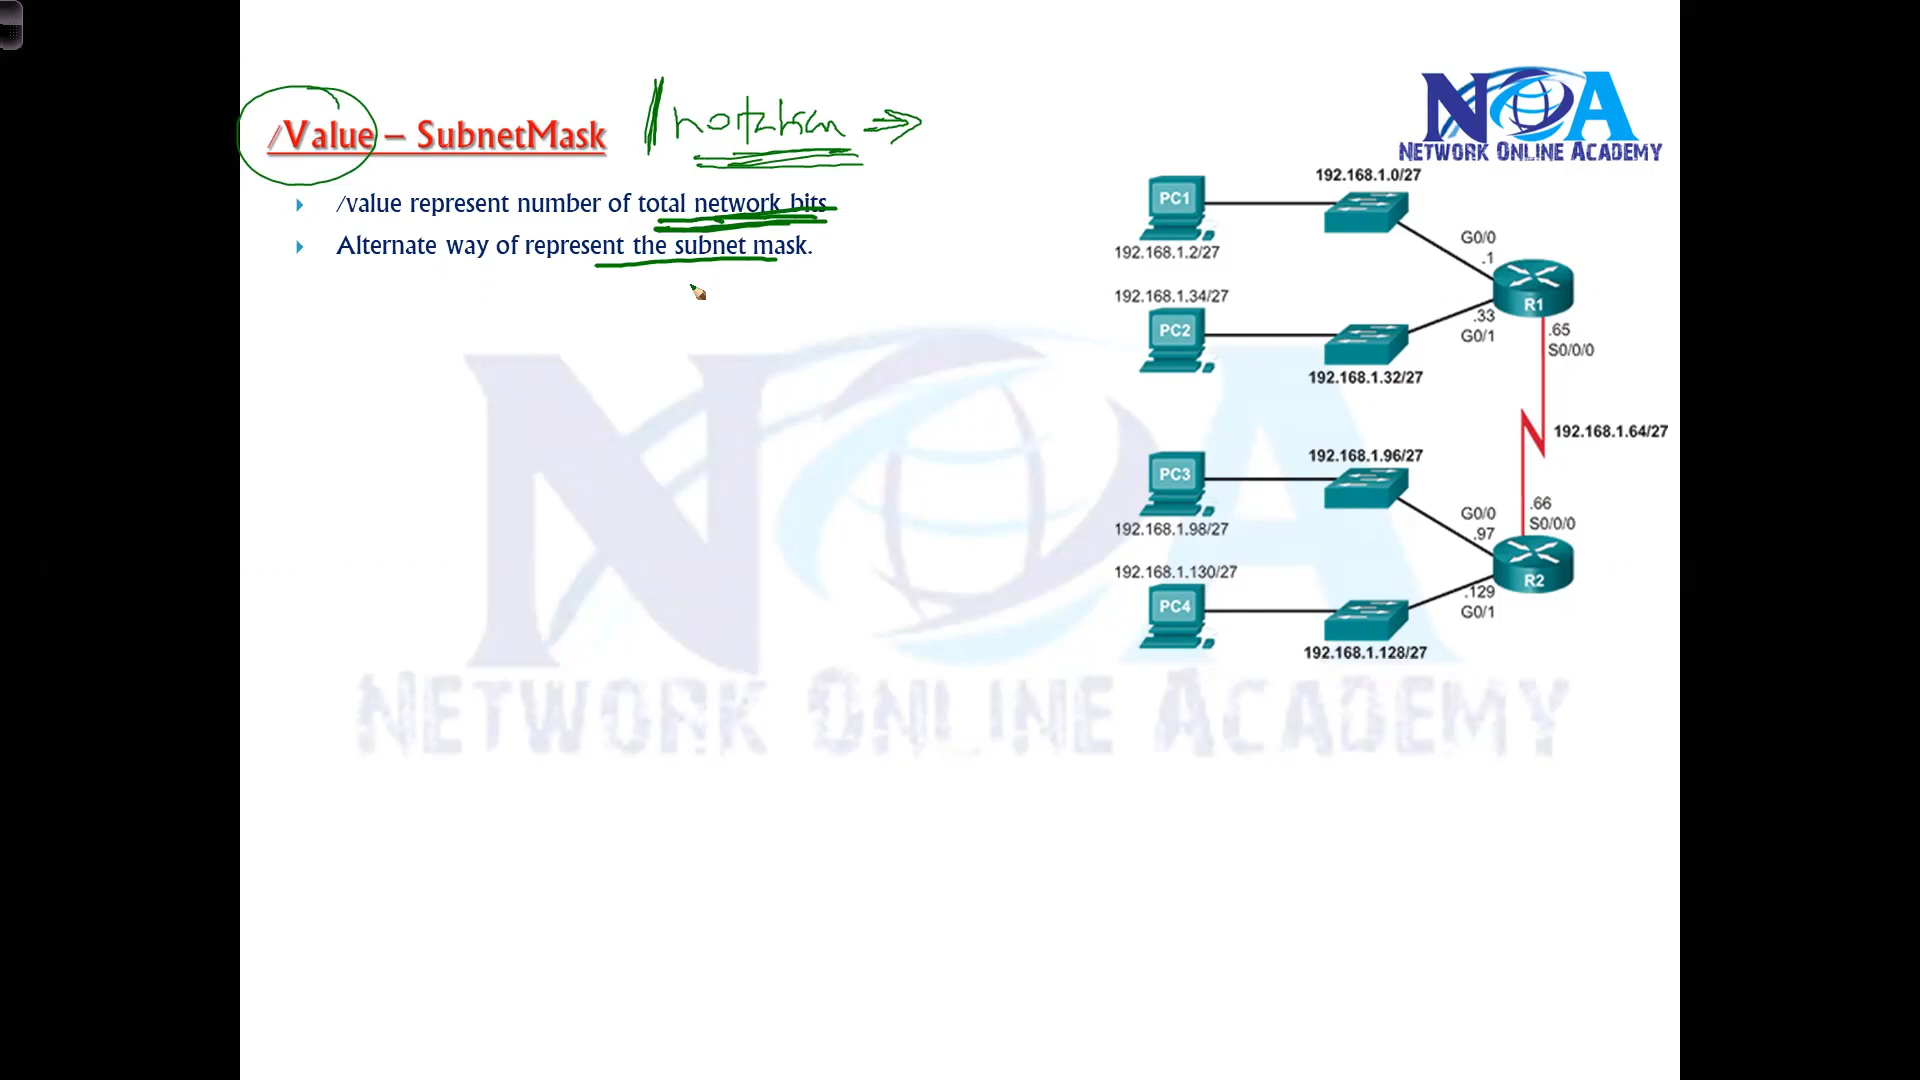 /Value – SubnetMask
/ notation ⇒
/value represent number of total network bits
Alternate way of represent the subnet mask.
NOA
NETWORK ONLINE ACADEMY
192.168.1.0/27
PC1
192.168.1.2/27
G0/0
.1
R1
192.168.1.34/27
PC2
.33
G0/1
192.168.1.32/27
.65
S0/0/0
192.168.1.64/27
192.168.1.96/27
PC3
192.168.1.98/27
G0/0
.97
.66
S0/0/0
R2
192.168.1.130/27
PC4
.129
G0/1
192.168.1.128/27
NOA
NETWORK ONLINE ACADEMY